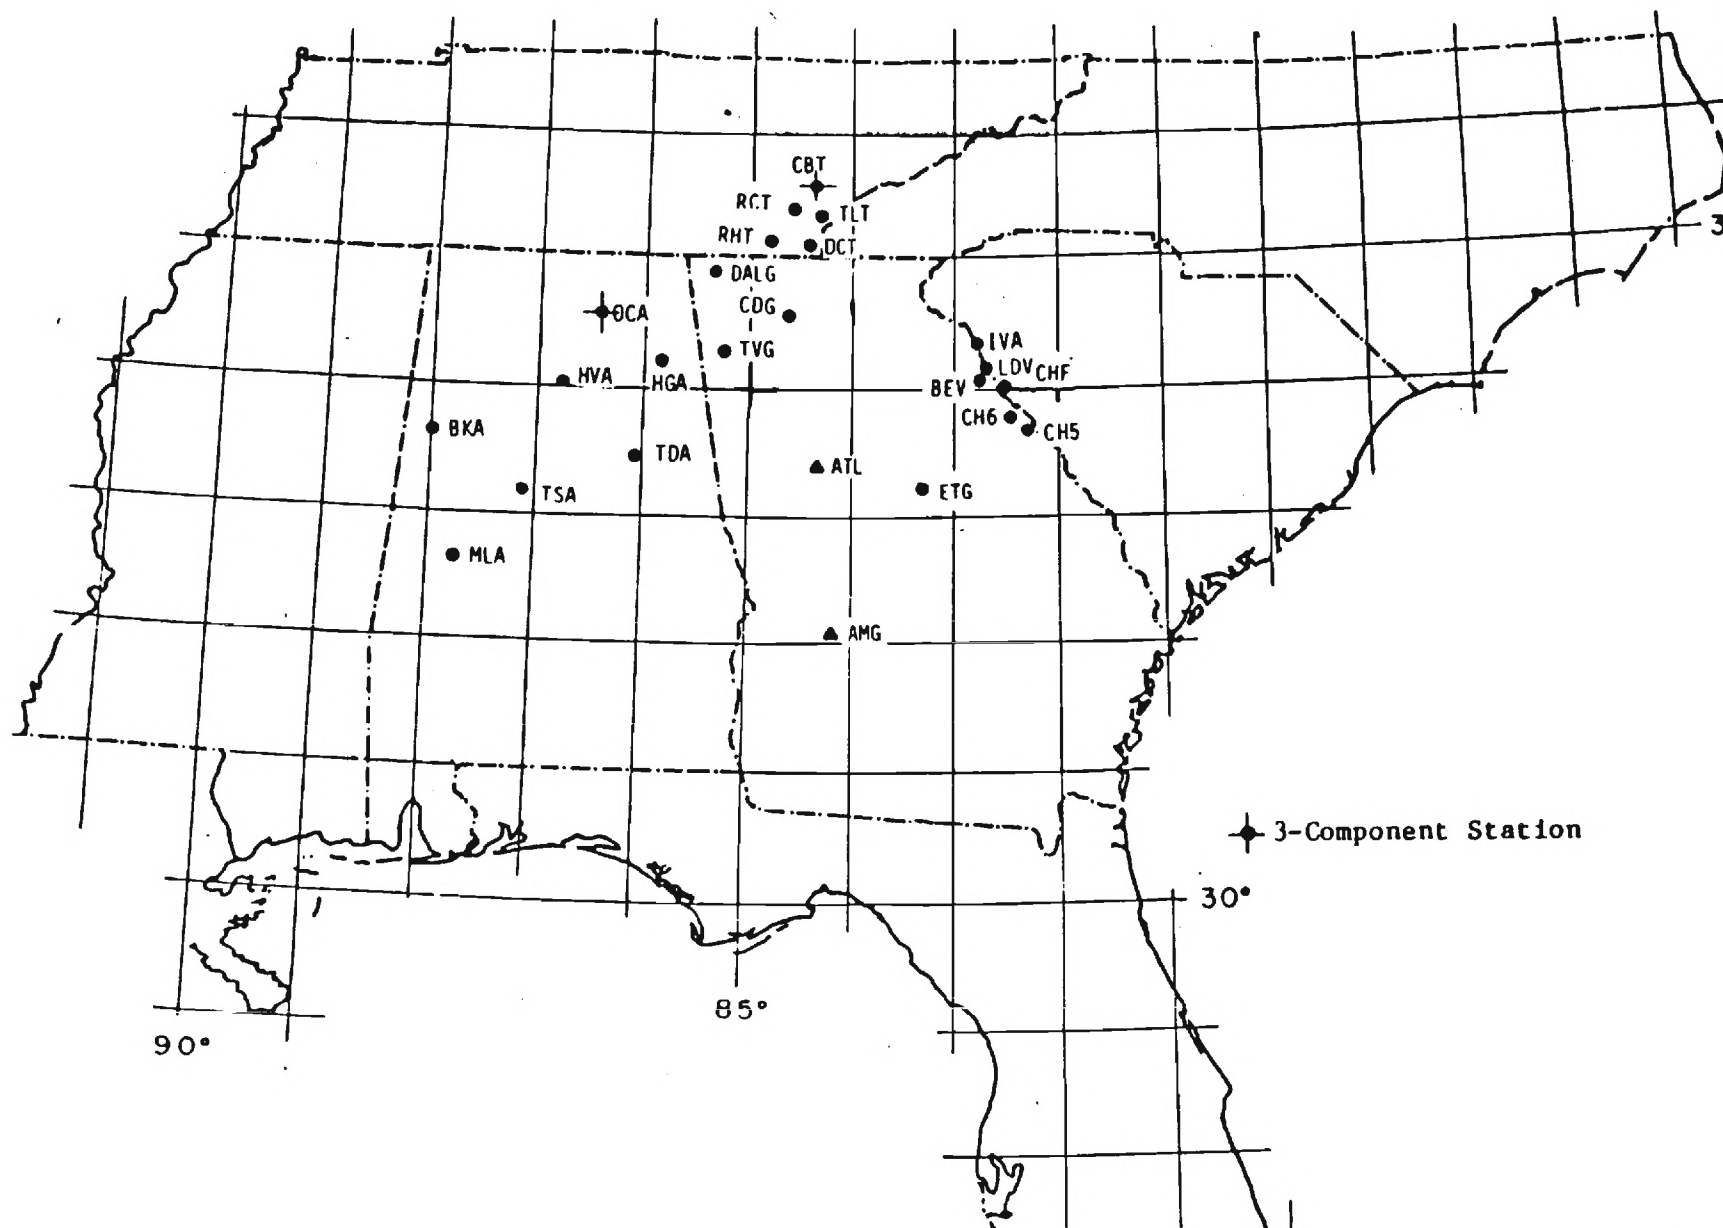 CBT
RCT
TLT
RHT
DCT
3
DALG
OCA
CDG
IVA
TVG
LDV
CHF
HVA
HGA
BEV
CH6
CH5
BKA
TDA
ATL
TSA
ETG
MLA
AMG
3-Component Station
30°
85°
90°